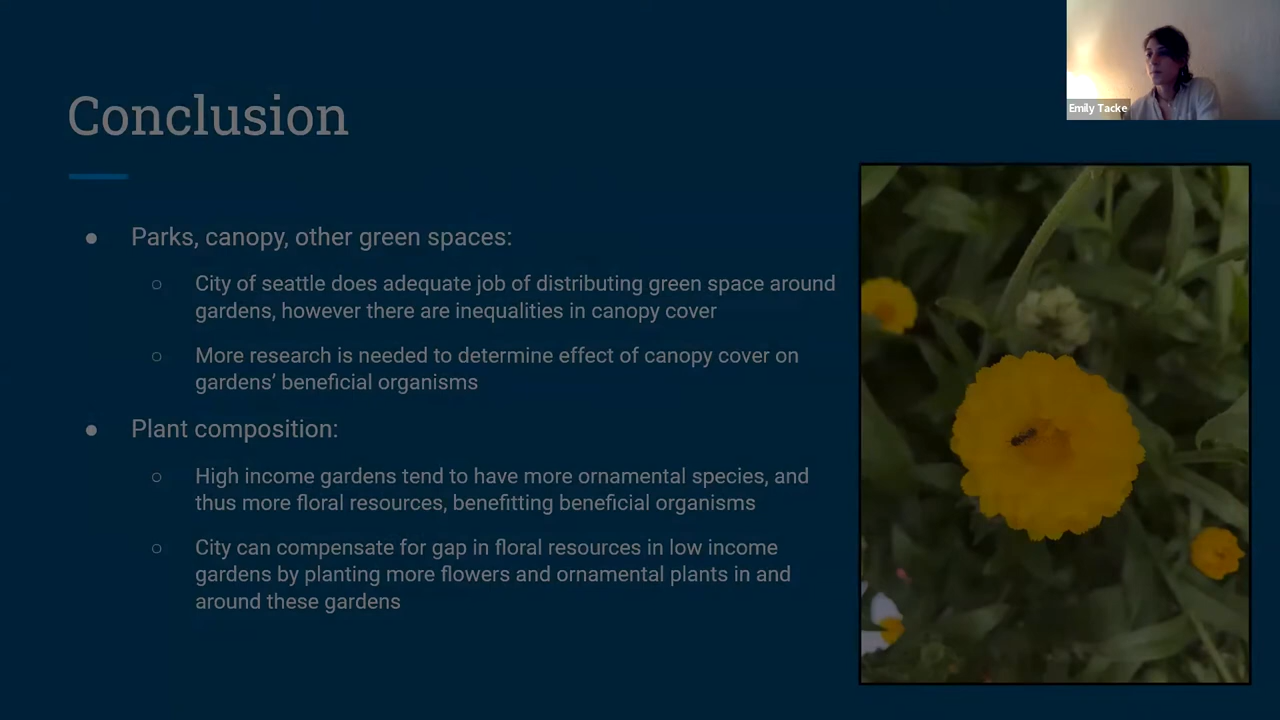 Emily Tacke
Conclusion
● Parks, canopy, other green spaces:
○ City of seattle does adequate job of distributing green space around
gardens, however there are inequalities in canopy cover
○ More research is needed to determine effect of canopy cover on
gardens’ beneficial organisms
● Plant composition:
○ High income gardens tend to have more ornamental species, and
thus more floral resources, benefitting beneficial organisms
○ City can compensate for gap in floral resources in low income
gardens by planting more flowers and ornamental plants in and
around these gardens